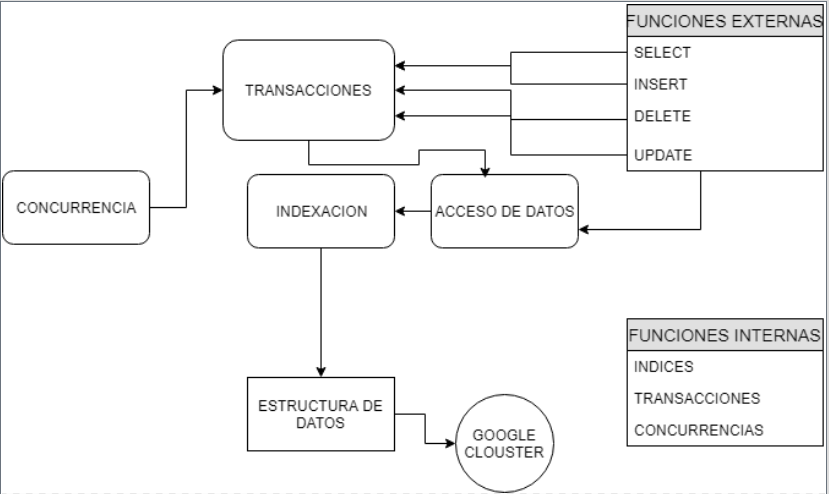 FUNCIONES EXTERNAS
SELECT
INSERT
DELETE
UPDATE
TRANSACCIONES
CONCURRENCIA
INDEXACION
ACCESO DE DATOS
FUNCIONES INTERNAS
INDICES
TRANSACCIONES
CONCURRENCIAS
ESTRUCTURA DE
DATOS
GOOGLE
CLOUSTER